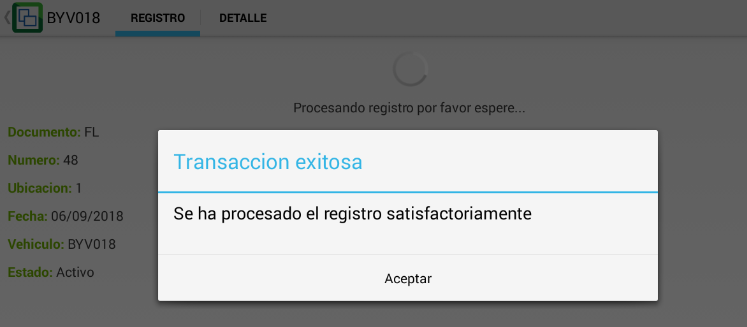 BYV018 REGISTRO DETALLE
Procesando registro por favor espere...
Documento: FL
Numero: 48
Ubicacion: 1
Fecha: 06/09/2018
Vehiculo: BYV018
Estado: Activo
Transaccion exitosa
Se ha procesado el registro satisfactoriamente
Aceptar